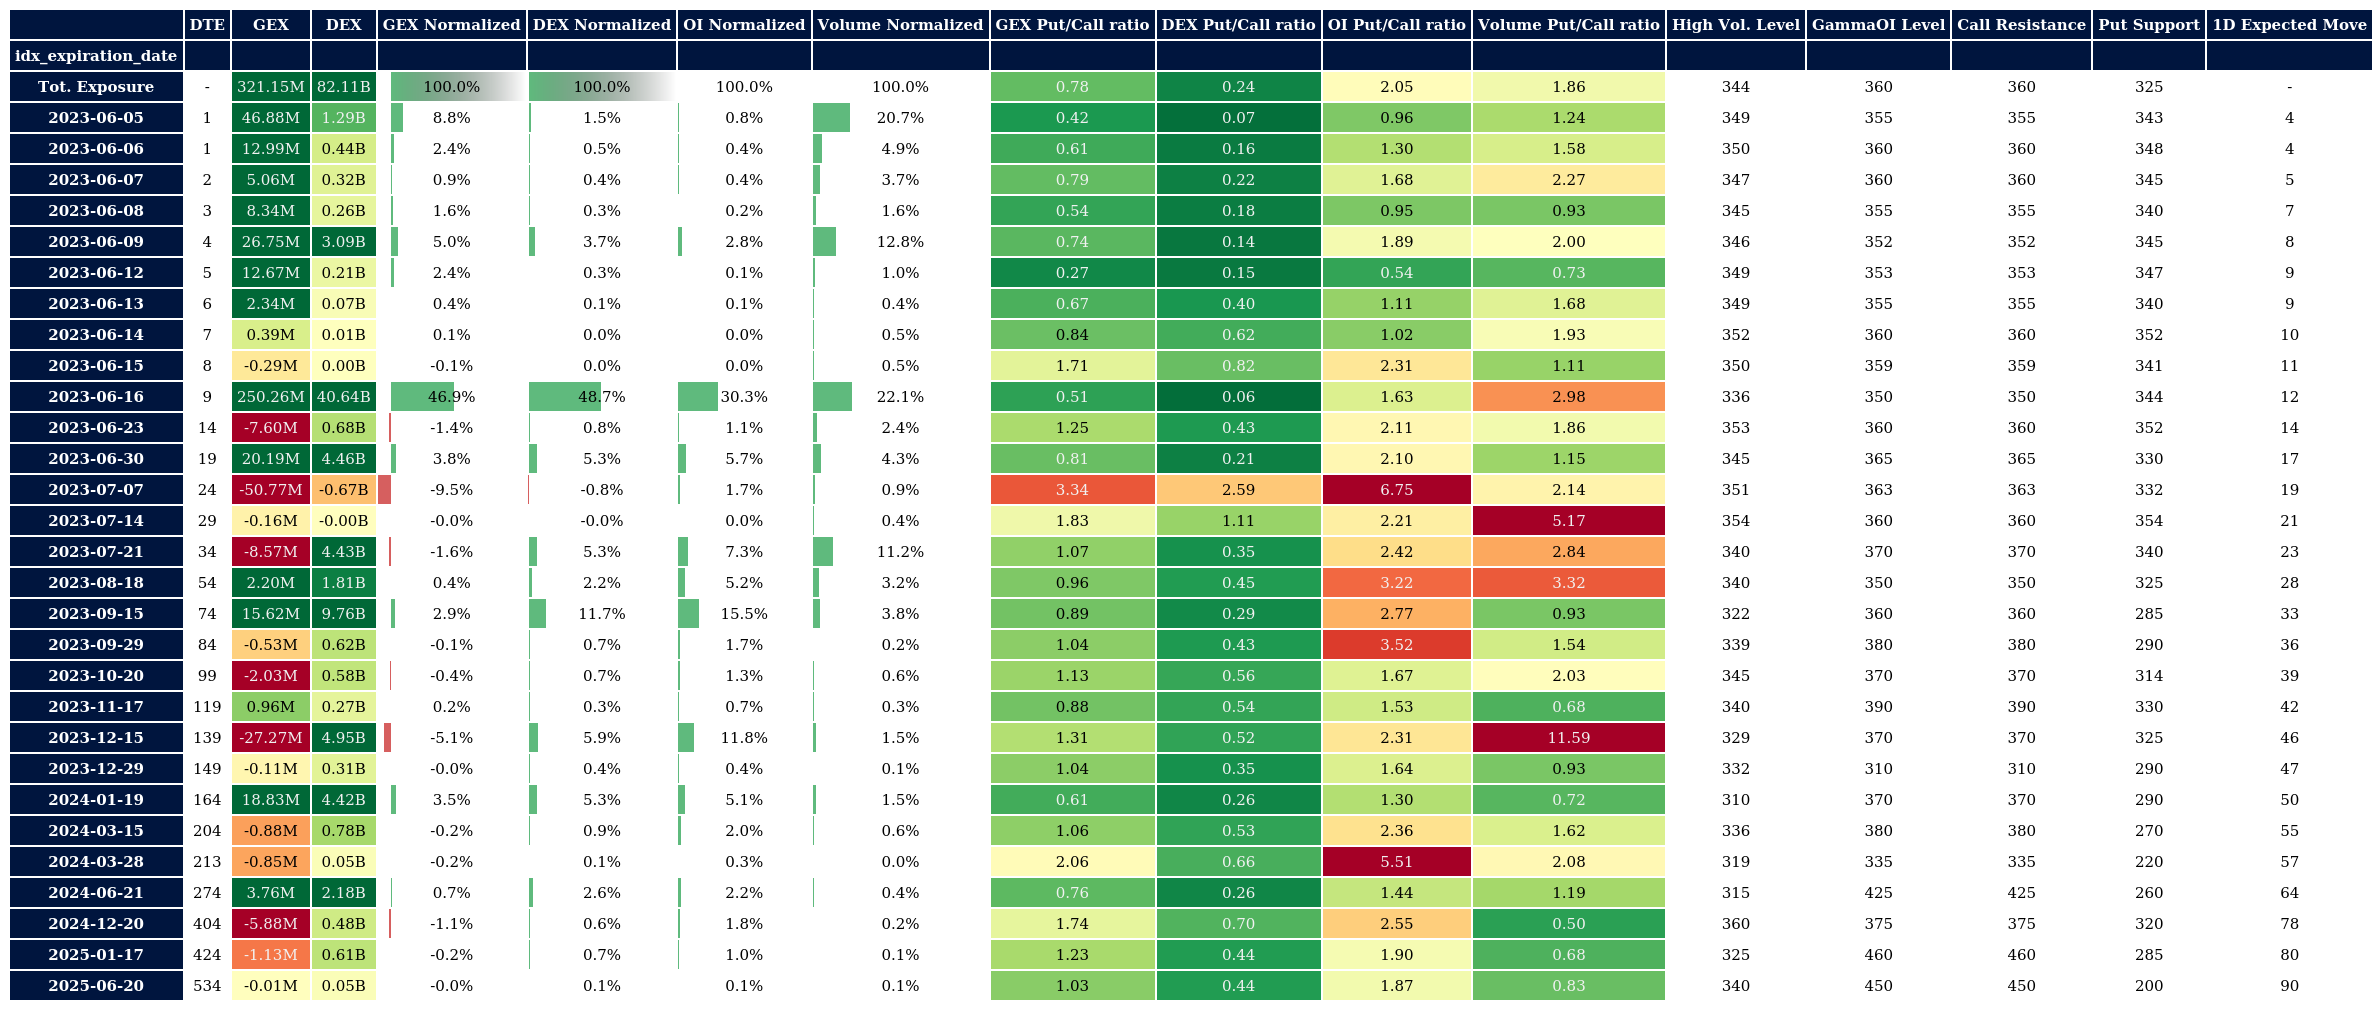 DTE GEX DEX GEX Normalized DEX Normalized OI Normalized Volume Normalized GEX Put/Call ratio DEX Put/Call ratio OI Put/Call ratio Volume Put/Call ratio High Vol. Level GammaOI Level Call Resistance Put Support 1D Expected Move
idx_expiration_date
Tot. Exposure - 321.15M 82.11B 100.0% 100.0% 100.0% 100.0% 0.78 0.24 2.05 1.86 344 360 360 325 -
2023-06-05 1 46.88M 1.29B 8.8% 1.5% 0.8% 20.7% 0.42 0.07 0.96 1.24 349 355 355 343 4
2023-06-06 1 12.99M 0.44B 2.4% 0.5% 0.4% 4.9% 0.61 0.16 1.30 1.58 350 360 360 348 4
2023-06-07 2 5.06M 0.32B 0.9% 0.4% 0.4% 3.7% 0.79 0.22 1.68 2.27 347 360 360 345 5
2023-06-08 3 8.34M 0.26B 1.6% 0.3% 0.2% 1.6% 0.54 0.18 0.95 0.93 345 355 355 340 7
2023-06-09 4 26.75M 3.09B 5.0% 3.7% 2.8% 12.8% 0.74 0.14 1.89 2.00 346 352 352 345 8
2023-06-12 5 12.67M 0.21B 2.4% 0.3% 0.1% 1.0% 0.27 0.15 0.54 0.73 349 353 353 347 9
2023-06-13 6 2.34M 0.07B 0.4% 0.1% 0.1% 0.4% 0.67 0.40 1.11 1.68 349 355 355 340 9
2023-06-14 7 0.39M 0.01B 0.1% 0.0% 0.0% 0.5% 0.84 0.62 1.02 1.93 352 360 360 352 10
2023-06-15 8 -0.29M 0.00B -0.1% 0.0% 0.0% 0.5% 1.71 0.82 2.31 1.11 350 359 359 341 11
2023-06-16 9 250.26M 40.64B 46.9% 48.7% 30.3% 22.1% 0.51 0.06 1.63 2.98 336 350 350 344 12
2023-06-23 14 -7.60M 0.68B -1.4% 0.8% 1.1% 2.4% 1.25 0.43 2.11 1.86 353 360 360 352 14
2023-06-30 19 20.19M 4.46B 3.8% 5.3% 5.7% 4.3% 0.81 0.21 2.10 1.15 345 365 365 330 17
2023-07-07 24 -50.77M -0.67B -9.5% -0.8% 1.7% 0.9% 3.34 2.59 6.75 2.14 351 363 363 332 19
2023-07-14 29 -0.16M -0.00B -0.0% -0.0% 0.0% 0.4% 1.83 1.11 2.21 5.17 354 360 360 354 21
2023-07-21 34 -8.57M 4.43B -1.6% 5.3% 7.3% 11.2% 1.07 0.35 2.42 2.84 340 370 370 340 23
2023-08-18 54 2.20M 1.81B 0.4% 2.2% 5.2% 3.2% 0.96 0.45 3.22 3.32 340 350 350 325 28
2023-09-15 74 15.62M 9.76B 2.9% 11.7% 15.5% 3.8% 0.89 0.29 2.77 0.93 322 360 360 285 33
2023-09-29 84 -0.53M 0.62B -0.1% 0.7% 1.7% 0.2% 1.04 0.43 3.52 1.54 339 380 380 290 36
2023-10-20 99 -2.03M 0.58B -0.4% 0.7% 1.3% 0.6% 1.13 0.56 1.67 2.03 345 370 370 314 39
2023-11-17 119 0.96M 0.27B 0.2% 0.3% 0.7% 0.3% 0.88 0.54 1.53 0.68 340 390 390 330 42
2023-12-15 139 -27.27M 4.95B -5.1% 5.9% 11.8% 1.5% 1.31 0.52 2.31 11.59 329 370 370 325 46
2023-12-29 149 -0.11M 0.31B -0.0% 0.4% 0.4% 0.1% 1.04 0.35 1.64 0.93 332 310 310 290 47
2024-01-19 164 18.83M 4.42B 3.5% 5.3% 5.1% 1.5% 0.61 0.26 1.30 0.72 310 370 370 290 50
2024-03-15 204 -0.88M 0.78B -0.2% 0.9% 2.0% 0.6% 1.06 0.53 2.36 1.62 336 380 380 270 55
2024-03-28 213 -0.85M 0.05B -0.2% 0.1% 0.3% 0.0% 2.06 0.66 5.51 2.08 319 335 335 220 57
2024-06-21 274 3.76M 2.18B 0.7% 2.6% 2.2% 0.4% 0.76 0.26 1.44 1.19 315 425 425 260 64
2024-12-20 404 -5.88M 0.48B -1.1% 0.6% 1.8% 0.2% 1.74 0.70 2.55 0.50 360 375 375 320 78
2025-01-17 424 -1.13M 0.61B -0.2% 0.7% 1.0% 0.1% 1.23 0.44 1.90 0.68 325 460 460 285 80
2025-06-20 534 -0.01M 0.05B -0.0% 0.1% 0.1% 0.1% 1.03 0.44 1.87 0.83 340 450 450 200 90